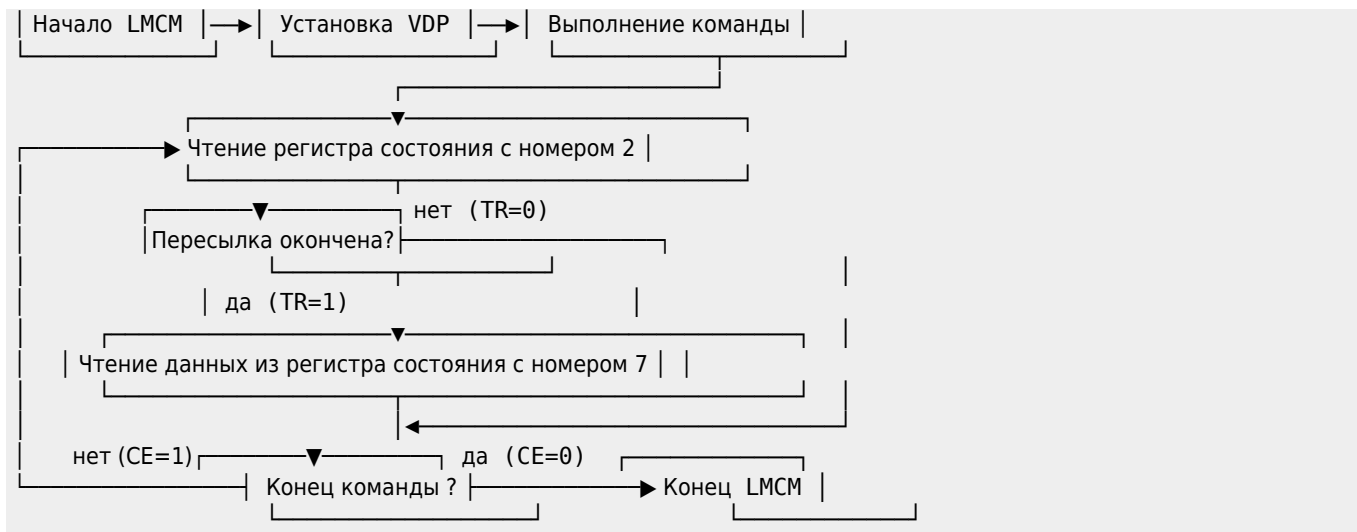 Начало LMCM Установка VDP Выполнение команды
Чтение регистра состояния с номером 2
нет (TR=0)
Пересылка окончена?
да (TR=1)
Чтение данных из регистра состояния с номером 7
нет (CE=1) да (CE=0)
Конец команды ? Конец LMCM